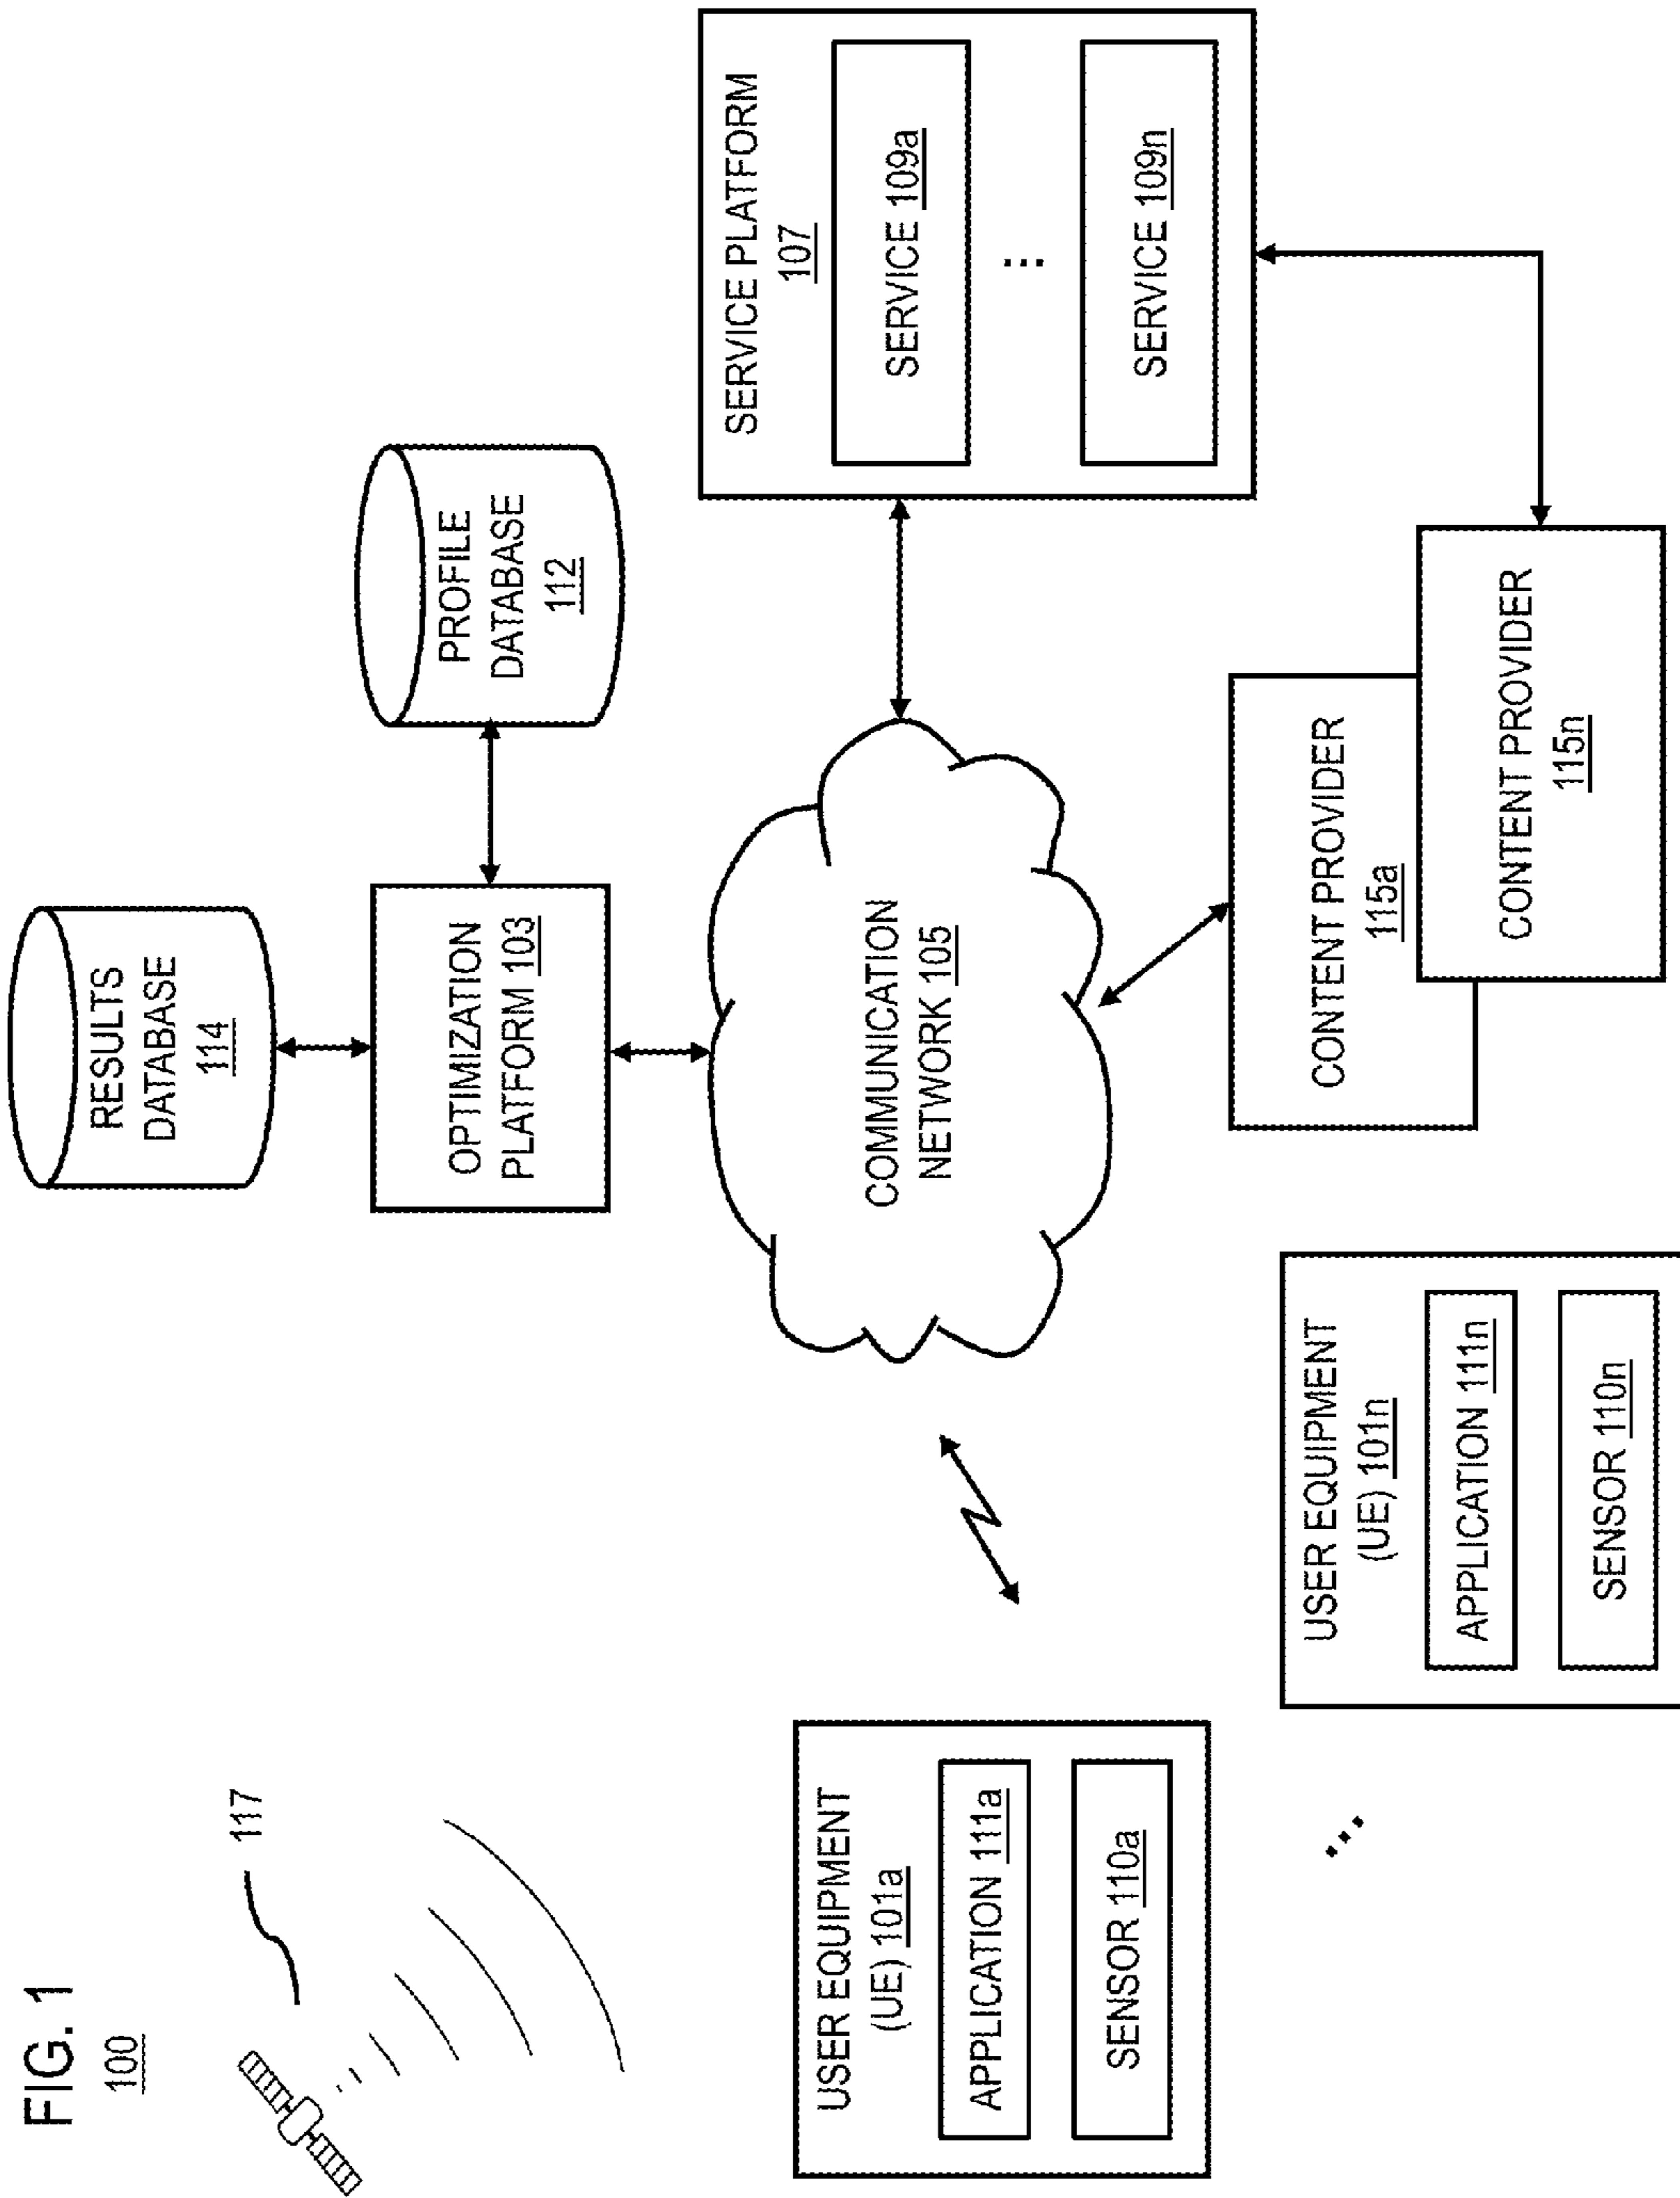 FIG. 1
100
117
RESULTS
DATABASE
114
PROFILE
DATABASE
112
OPTIMIZATION
PLATFORM 103
COMMUNICATION
NETWORK 105
SERVICE PLATFORM
107
SERVICE 109a
...
SERVICE 109n
USER EQUIPMENT
(UE) 101a
APPLICATION 111a
SENSOR 110a
...
USER EQUIPMENT
(UE) 101n
APPLICATION 111n
SENSOR 110n
CONTENT PROVIDER
115a
CONTENT PROVIDER
115n